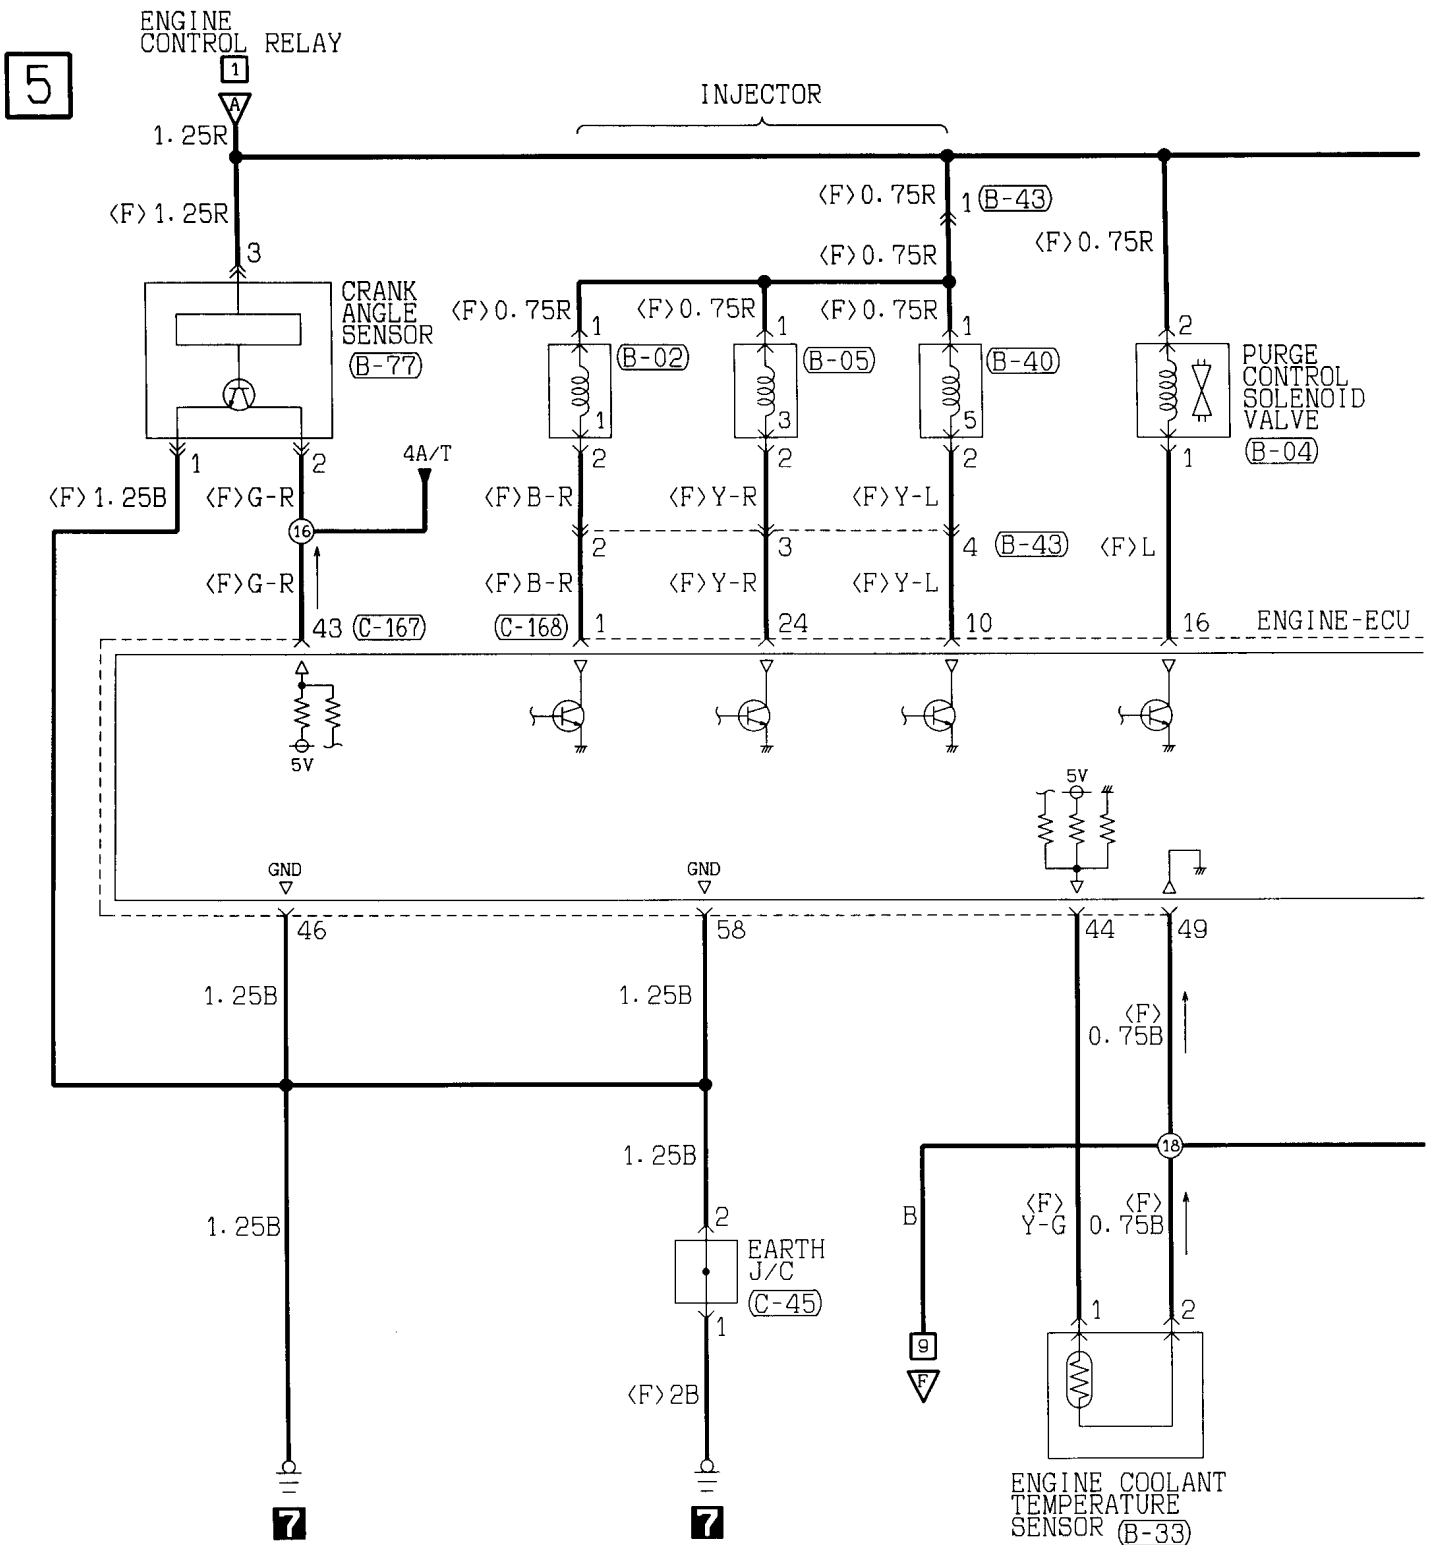 ENGINE
CONTROL RELAY
5
1
A
INJECTOR
1.25R
<F>0.75R
1
B-43
<F>1.25R
<F>0.75R
<F>0.75R
3
CRANK
ANGLE
SENSOR
B-77
<F>0.75R
<F>0.75R
<F>0.75R
1
1
1
2
B-02
B-05
B-40
PURGE
CONTROL
SOLENOID
VALVE
B-04
1
3
5
1
2
4A/T
2
2
2
1
<F>1.25B
<F>G-R
<F>B-R
<F>Y-R
<F>Y-L
16
2
3
4
B-43
<F>L
<F>G-R
<F>B-R
<F>Y-R
<F>Y-L
43
C-167
C-168
1
24
10
16
ENGINE-ECU
5V
5V
GND
GND
46
58
44
49
1.25B
1.25B
<F>
0.75B
1.25B
18
1.25B
B
<F>
Y-G
<F>
0.75B
2
EARTH
J/C
C-45
1
1
2
9
F
<F>2B
7
7
ENGINE COOLANT
TEMPERATURE
SENSOR
B-33